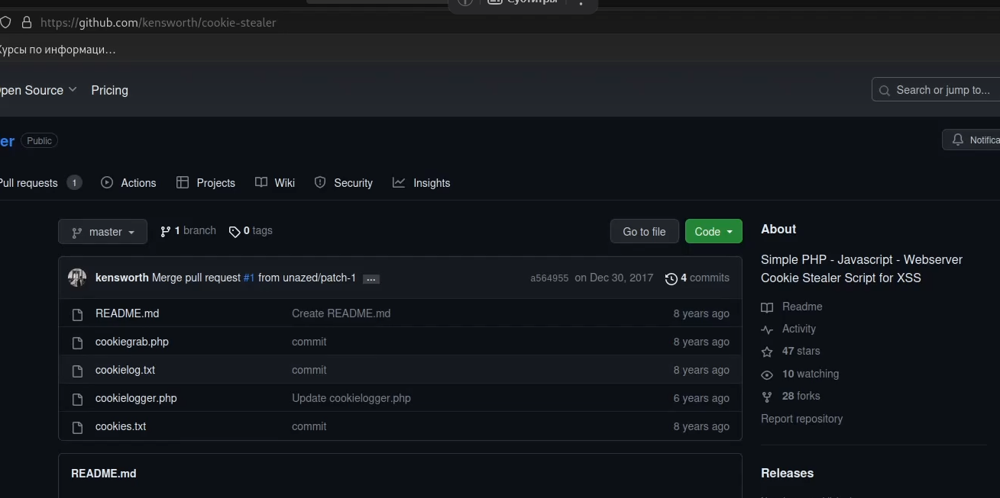 Субтитры
https://github.com/kensworth/cookie-stealer
Курсы по информаци…
Open Source Pricing
Search or jump to...
er Public
Notifica
Pull requests 1 Actions Projects Wiki Security Insights
master 1 branch 0 tags Go to file Code
kensworth Merge pull request #1 from unazed/patch-1 ... a564955 on Dec 30, 2017 4 commits
README.md Create README.md 8 years ago
cookiegrab.php commit 8 years ago
cookielog.txt commit 8 years ago
cookielogger.php Update cookielogger.php 6 years ago
cookies.txt commit 8 years ago
README.md
About
Simple PHP - Javascript - Webserver
Cookie Stealer Script for XSS
Readme
Activity
47 stars
10 watching
28 forks
Report repository
Releases